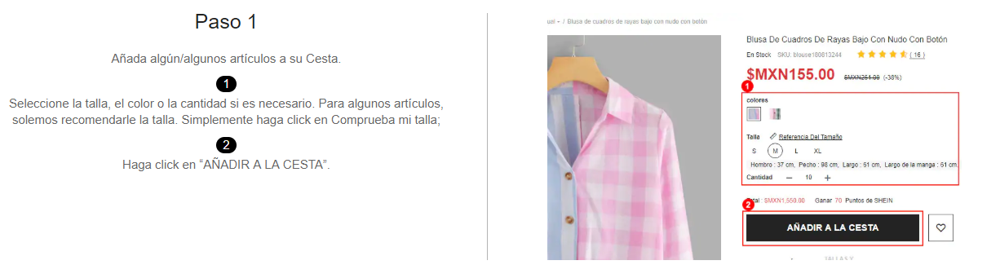 Paso 1
Añada algún/algunos artículos a su Cesta.
1
Seleccione la talla, el color o la cantidad si es necesario. Para algunos artículos,
solemos recomendarle la talla. Simplemente haga click en Comprueba mi talla;
2
Haga click en “AÑADIR A LA CESTA”.
/ Blusa de cuadros de rayas bajo con nudo con botón
Blusa De Cuadros De Rayas Bajo Con Nudo Con Botón
En Stock SKU: blouse180813244 ( 16 )
$MXN155.00 $MXN251.00 (-38%)
1
colores
Talla Referencia Del Tamaño
S M L XL
Hombro : 37 cm, Pecho : 98 cm, Largo : 61 cm, Largo de la manga : 61 cm.
Cantidad — 10 +
: $MXN1,550.00 Ganar 70 Puntos de SHEIN
2
AÑADIR A LA CESTA